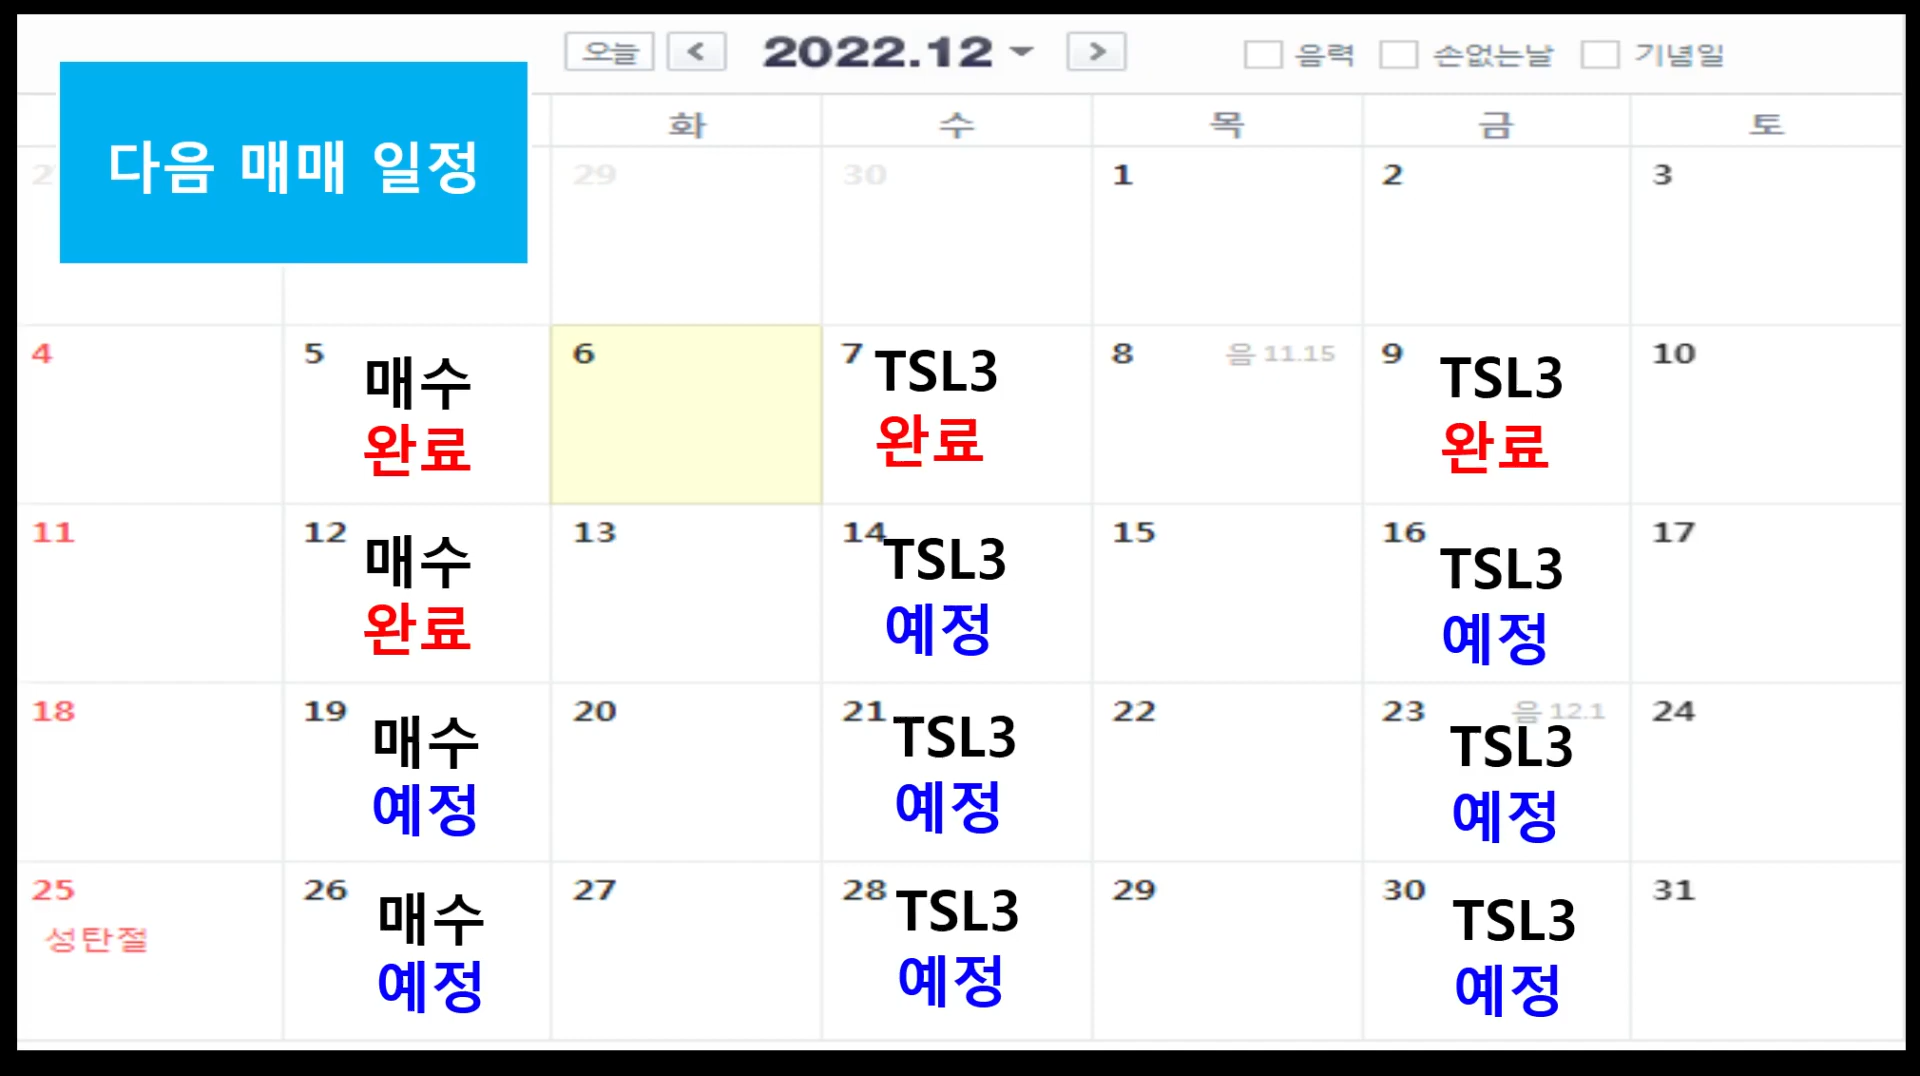 오늘 < 2022.12 > 음력 손없는날 기념일
다음 매매 일정
화 수 목 금 토
29 30 1 2 3
4 5 6 7 8 음 11.15 9 10
매수 TSL3 TSL3
완료 완료 완료
11 12 13 14 15 16 17
매수 TSL3 TSL3
완료 예정 예정
18 19 20 21 22 23 음 12.1 24
매수 TSL3 TSL3
예정 예정 예정
25 26 27 28 29 30 31
성탄절 매수 TSL3 TSL3
예정 예정 예정